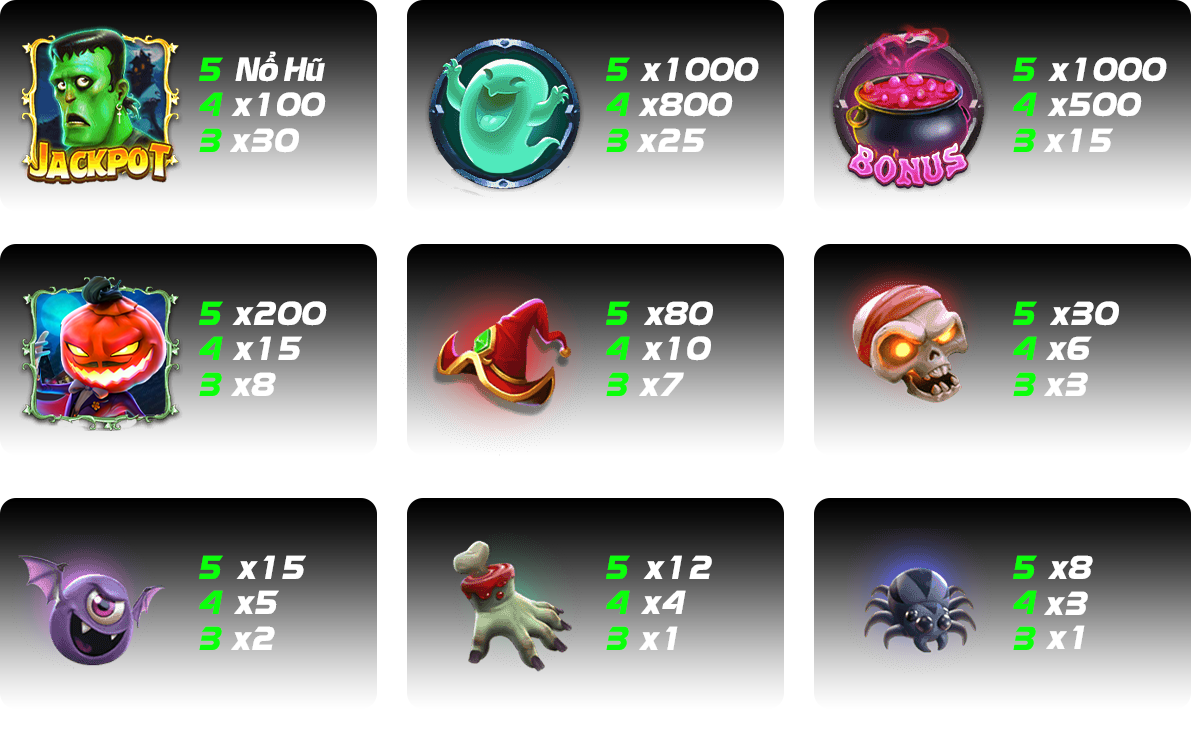 JACKPOT
5 Nổ Hũ
4 x100
3 x30
5 x1000
4 x800
3 x25
BONUS
5 x1000
4 x500
3 x15
5 x200
4 x15
3 x8
5 x80
4 x10
3 x7
5 x30
4 x6
3 x3
5 x15
4 x5
3 x2
5 x12
4 x4
3 x1
5 x8
4 x3
3 x1